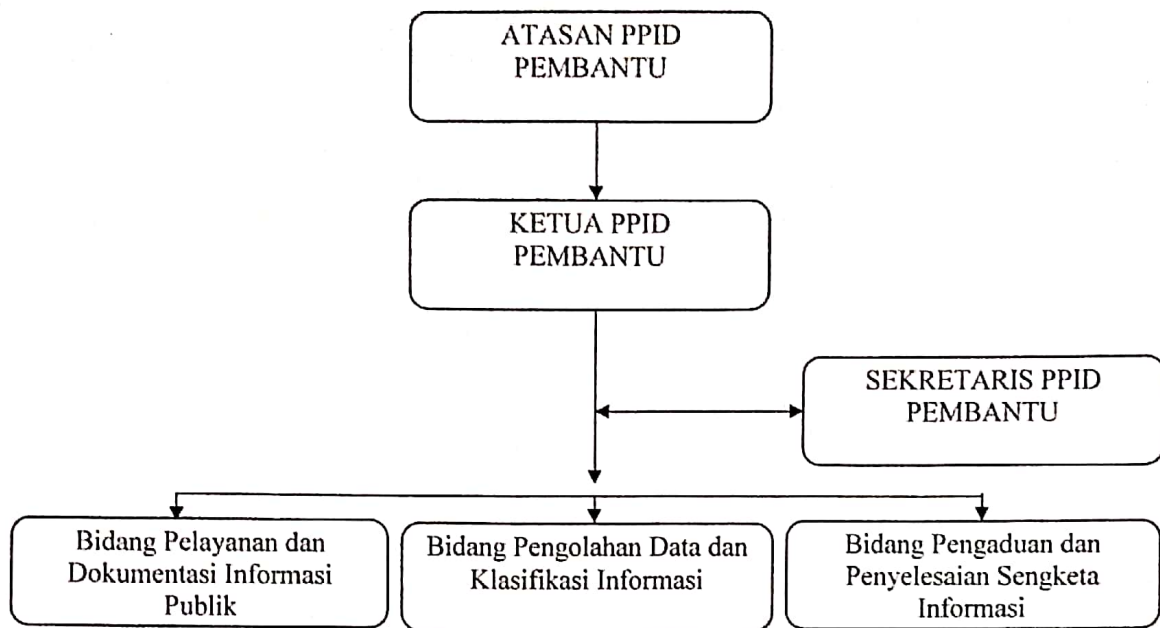 ATASAN PPID
PEMBANTU
KETUA PPID
PEMBANTU
SEKRETARIS PPID
PEMBANTU
Bidang Pelayanan dan
Dokumentasi Informasi
Publik
Bidang Pengolahan Data dan
Klasifikasi Informasi
Bidang Pengaduan dan
Penyelesaian Sengketa
Informasi